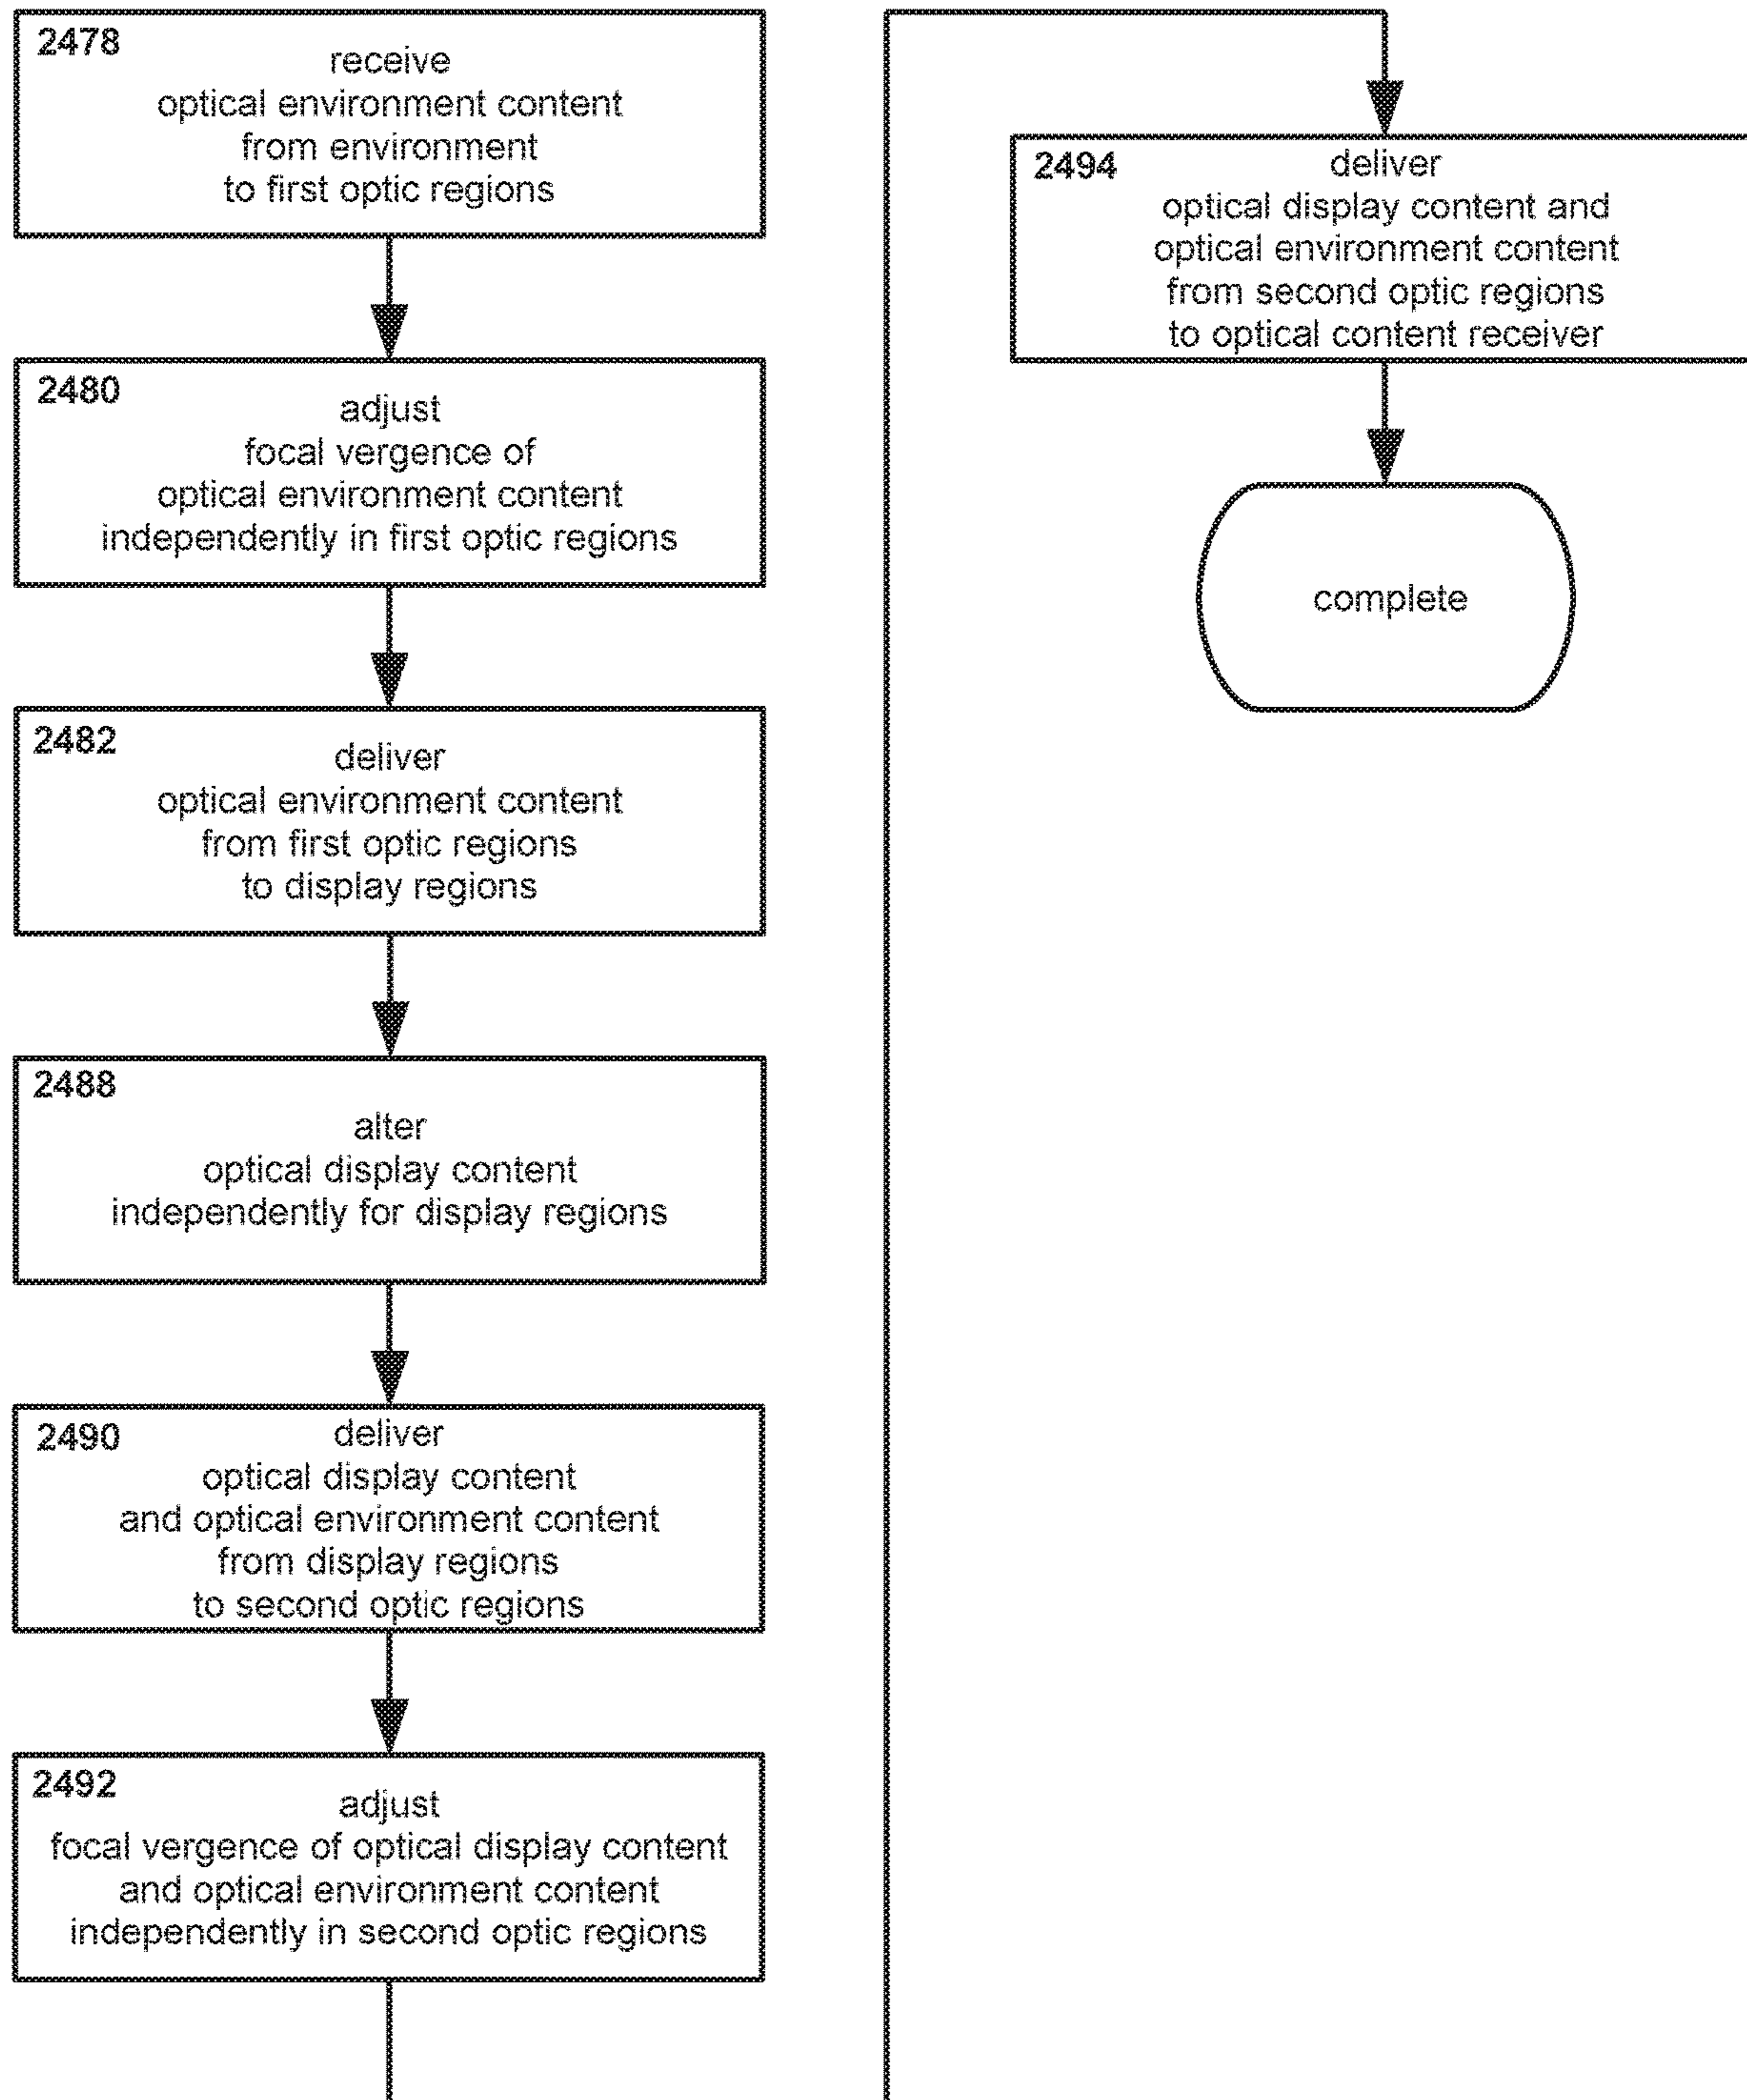 2478
receive
optical environment content
from environment
to first optic regions
2480
adjust
focal vergence of
optical environment content
independently in first optic regions
2482
deliver
optical environment content
from first optic regions
to display regions
2488
alter
optical display content
independently for display regions
2490
deliver
optical display content
and optical environment content
from display regions
to second optic regions
2492
adjust
focal vergence of optical display content
and optical environment content
independently in second optic regions
2494
deliver
optical display content and
optical environment content
from second optic regions
to optical content receiver
complete